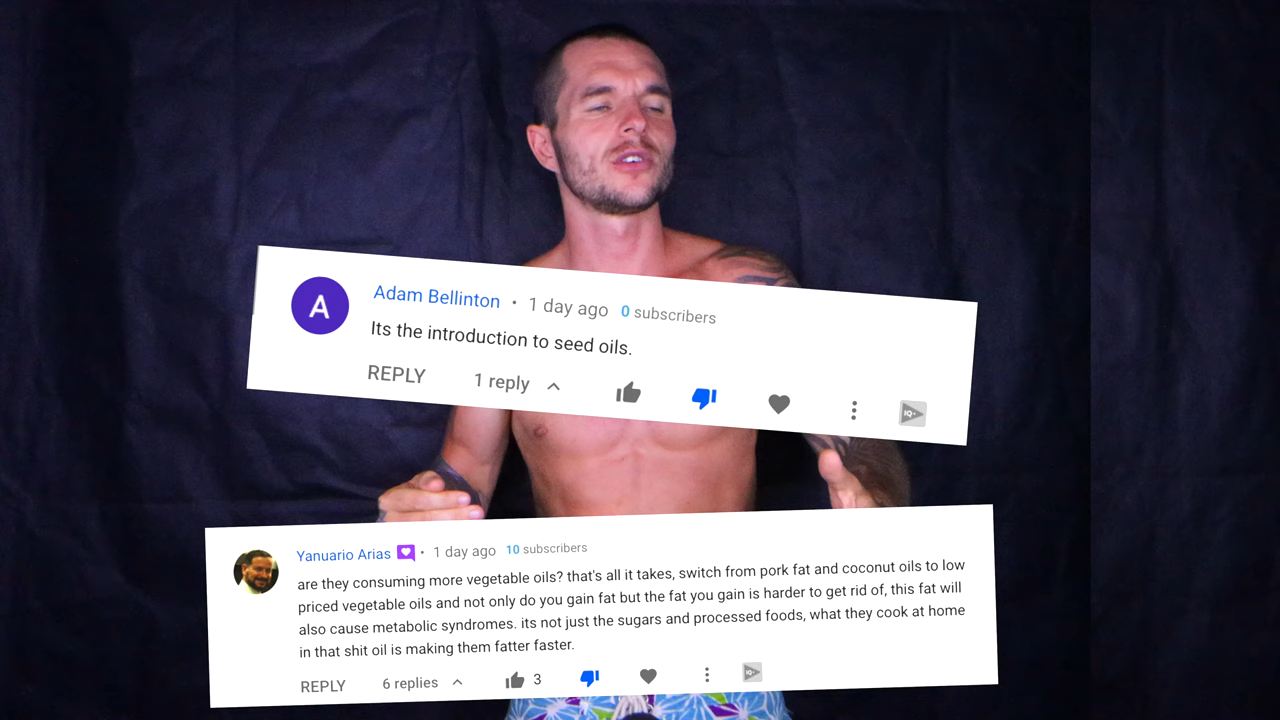 A
Adam Bellinton • 1 day ago 0 subscribers
Its the introduction to seed oils.
REPLY 1 reply
IQ+
Yanuario Arias • 1 day ago 10 subscribers
are they consuming more vegetable oils? that's all it takes, switch from pork fat and coconut oils to low
priced vegetable oils and not only do you gain fat but the fat you gain is harder to get rid of, this fat will
also cause metabolic syndromes. its not just the sugars and processed foods, what they cook at home
in that shit oil is making them fatter faster.
REPLY 6 replies 3
IQ+